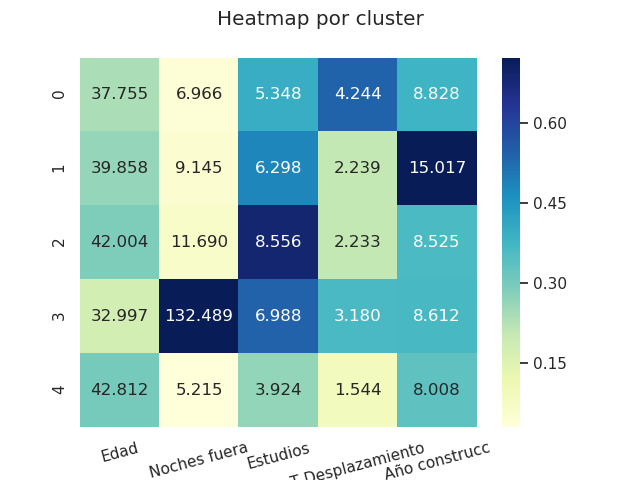 Heatmap por cluster
0 37.755 6.966 5.348 4.244 8.828
1 39.858 9.145 6.298 2.239 15.017
2 42.004 11.690 8.556 2.233 8.525
3 32.997 132.489 6.988 3.180 8.612
4 42.812 5.215 3.924 1.544 8.008
Edad Noches fuera Estudios T Desplazamiento Año construcc
0.60
0.45
0.30
0.15